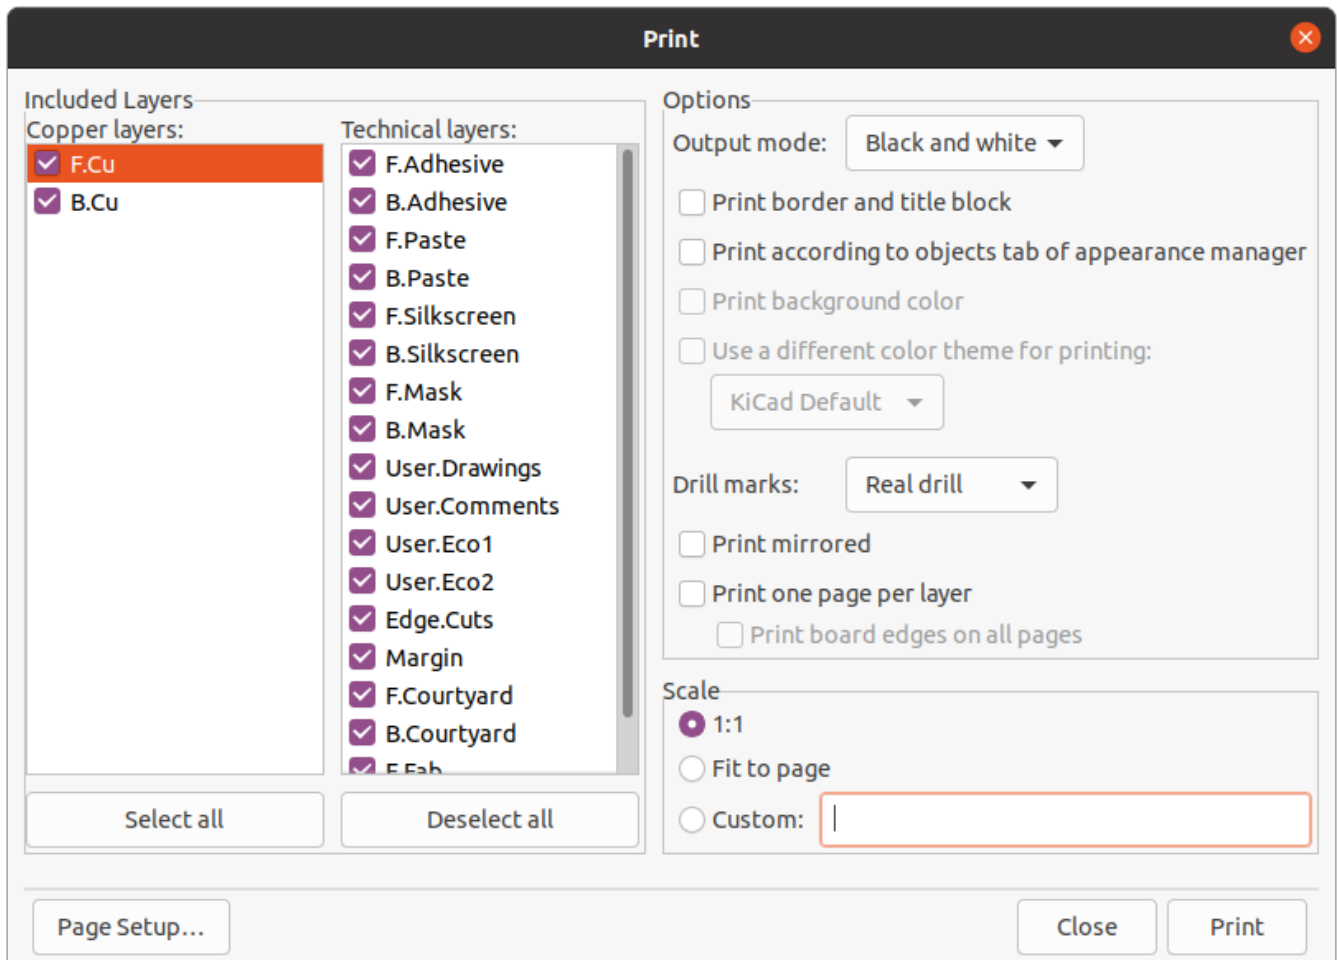 Print
Included Layers
Copper layers:
F.Cu
B.Cu
Select all
Technical layers:
F.Adhesive
B.Adhesive
F.Paste
B.Paste
F.Silkscreen
B.Silkscreen
F.Mask
B.Mask
User.Drawings
User.Comments
User.Eco1
User.Eco2
Edge.Cuts
Margin
F.Courtyard
B.Courtyard
F.Fab
Deselect all
Options
Output mode: Black and white
Print border and title block
Print according to objects tab of appearance manager
Print background color
Use a different color theme for printing:
KiCad Default
Drill marks: Real drill
Print mirrored
Print one page per layer
Print board edges on all pages
Scale
1:1
Fit to page
Custom:
Page Setup...
Close
Print